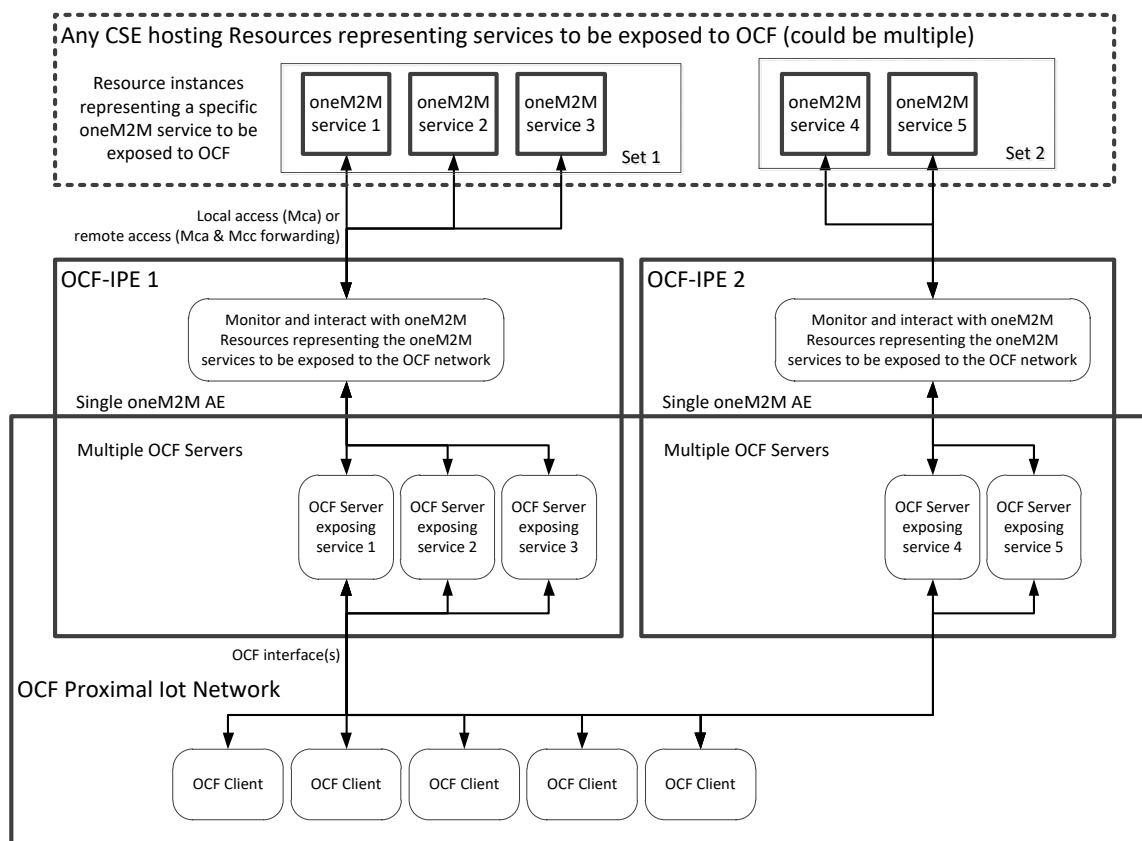 Any CSE hosting Resources representing services to be exposed to OCF (could be multiple)
Resource instances
representing a specific
oneM2M service to be
exposed to OCF
oneM2M
service 1
oneM2M
service 2
oneM2M
service 3
Set 1
oneM2M
service 4
oneM2M
service 5
Set 2
Local access (Mca) or
remote access (Mca & Mcc forwarding)
OCF-IPE 1
Monitor and interact with oneM2M
Resources representing the oneM2M
services to be exposed to the OCF network
Single oneM2M AE
Multiple OCF Servers
OCF Server
exposing
service 1
OCF Server
exposing
service 2
OCF Server
exposing
service 3
OCF-IPE 2
Monitor and interact with oneM2M
Resources representing the oneM2M
services to be exposed to the OCF network
Single oneM2M AE
Multiple OCF Servers
OCF Server
exposing
service 4
OCF Server
exposing
service 5
OCF interface(s)
OCF Proximal Iot Network
OCF Client
OCF Client
OCF Client
OCF Client
OCF Client